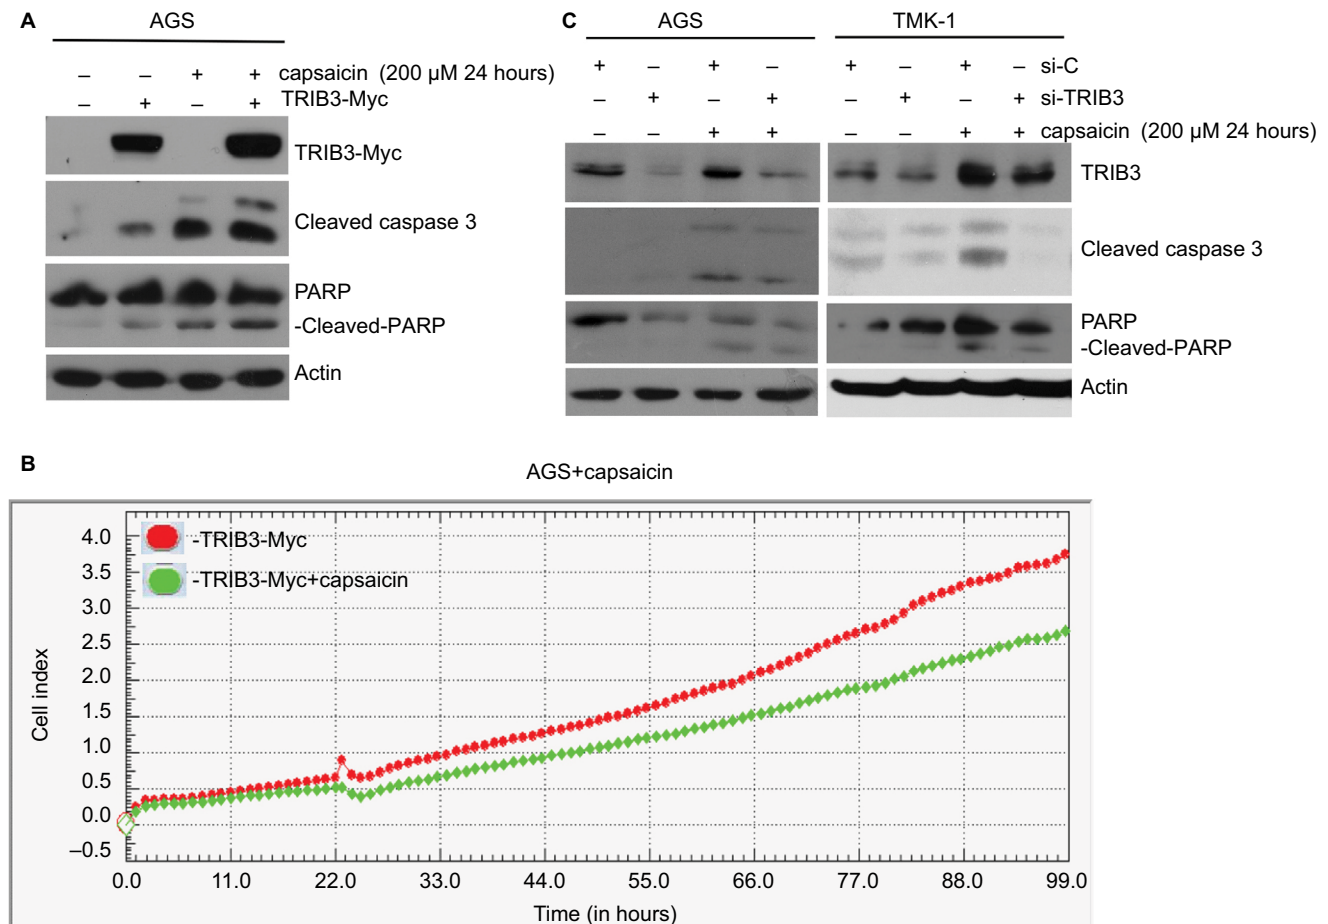 A
AGS
– – + + capsaicin (200 µM 24 hours)
– + – + TRIB3-Myc
TRIB3-Myc
Cleaved caspase 3
PARP
-Cleaved-PARP
Actin
C
AGS TMK-1
+ – + – + – + – si-C
– + – + – + – + si-TRIB3
– – + + – – + + capsaicin (200 µM 24 hours)
TRIB3
Cleaved caspase 3
PARP
-Cleaved-PARP
Actin
B
AGS+capsaicin
-TRIB3-Myc
-TRIB3-Myc+capsaicin
Cell index
4.0
3.5
3.0
2.5
2.0
1.5
1.0
0.5
0.0
–0.5
0.0 11.0 22.0 33.0 44.0 55.0 66.0 77.0 88.0 99.0
Time (in hours)